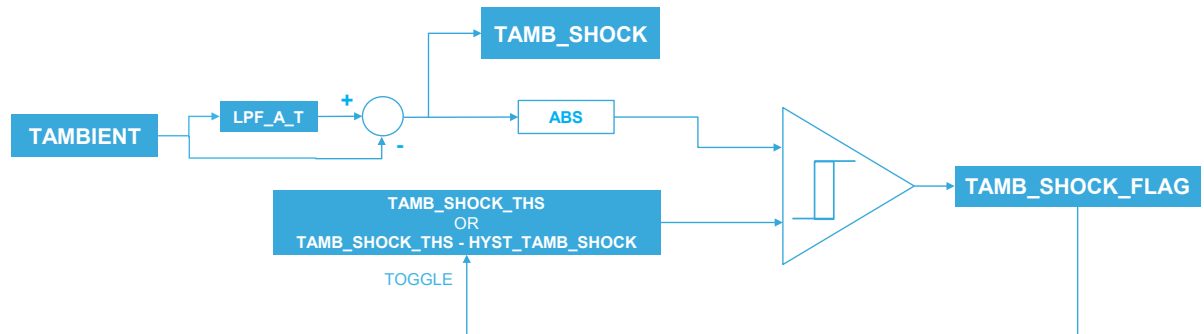 TAMB_SHOCK
+
LPF_A_T
ABS
TAMBIENT
-
TAMB_SHOCK_THS
OR
TAMB_SHOCK_THS - HYST_TAMB_SHOCK
TAMB_SHOCK_FLAG
TOGGLE